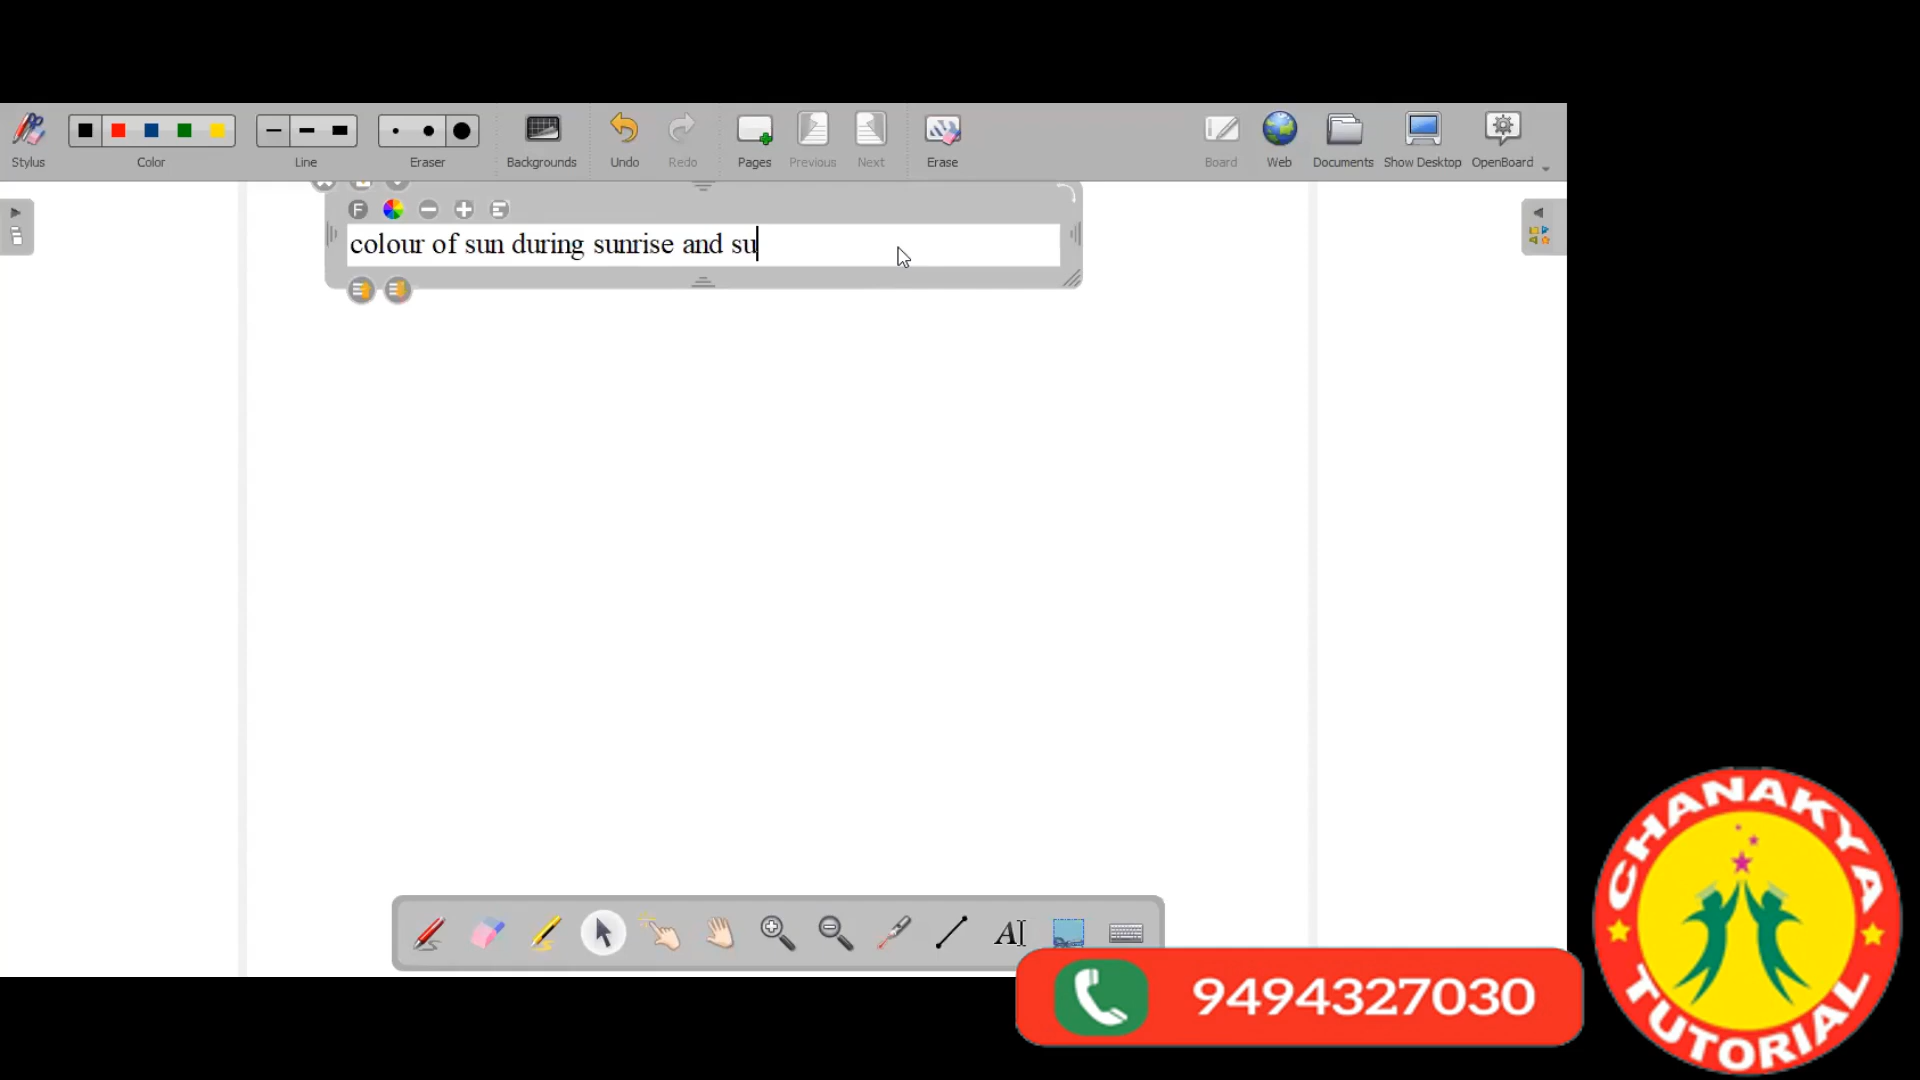 Stylus Color Line Eraser Backgrounds Undo Redo Pages Previous Next Erase Board Web Documents Show Desktop OpenBoard
F
colour of sun during sunrise and su
A
9494327030
CHANAKYA
TUTORIAL